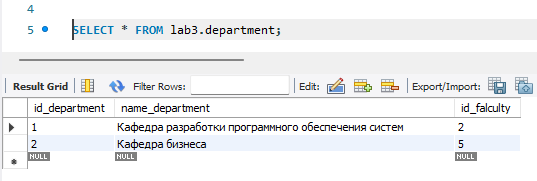 4
5 SELECT * FROM lab3.department;
Result Grid Filter Rows: Edit: Export/Import:
id_department name_department id_falculty
1 Кафедра разработки программного обеспечения систем 2
2 Кафедра бизнеса 5
NULL NULL NULL